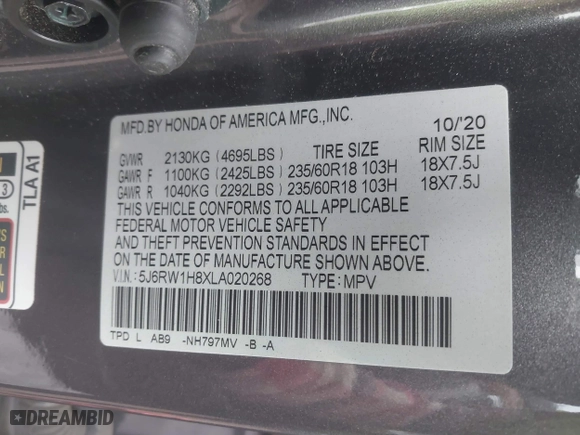 MFD.BY HONDA OF AMERICA MFG.,INC. 10/'20
GVWR 2130KG (4695LBS) TIRE SIZE RIM SIZE
GAWR F 1100KG (2425LBS) 235/60R18 103H 18X7.5J
GAWR R 1040KG (2292LBS) 235/60R18 103H 18X7.5J
THIS VEHICLE CONFORMS TO ALL APPLICABLE
FEDERAL MOTOR VEHICLE SAFETY
AND THEFT PREVENTION STANDARDS IN EFFECT
ON THE DATE OF MANUFACTURE SHOWN ABOVE.
V.I.N: 5J6RW1H8XLA020268 TYPE: MPV
TPD L AB9 -NH797MV -B -A
TLA A1
3
DREAMBID